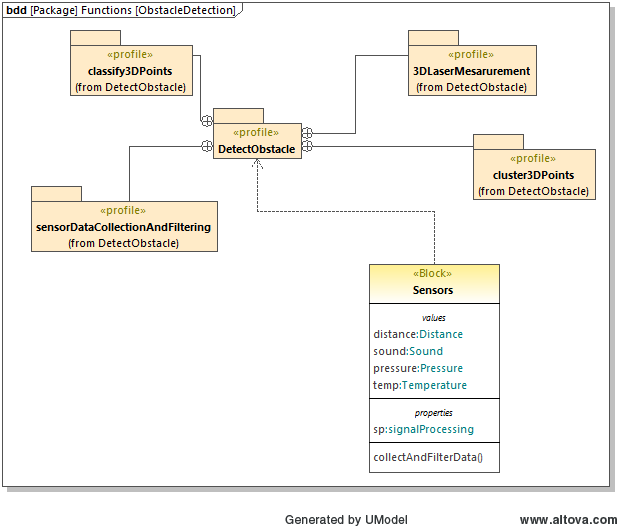 bdd [Package] Functions [ObstacleDetection]
«profile»
classify3DPoints
(from DetectObstacle)
«profile»
3DLaserMesarurement
(from DetectObstacle)
«profile»
DetectObstacle
«profile»
cluster3DPoints
(from DetectObstacle)
«profile»
sensorDataCollectionAndFiltering
(from DetectObstacle)
«Block»
Sensors
values
distance:Distance
sound:Sound
pressure:Pressure
temp:Temperature
properties
sp:signalProcessing
collectAndFilterData()
Generated by UModel
www.altova.com